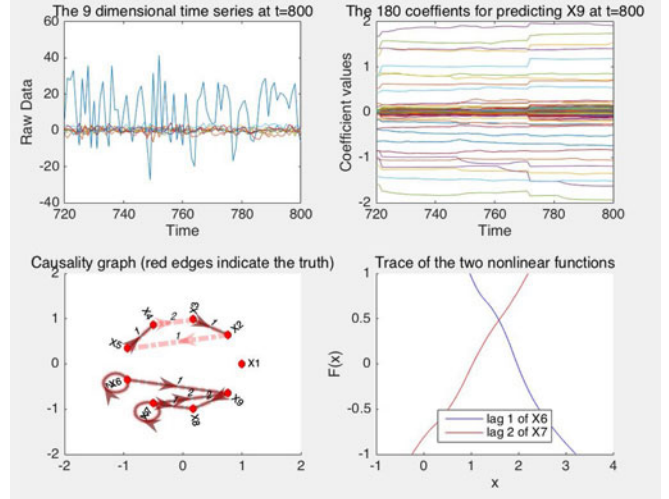 The 9 dimensional time series at t=800
The 180 coeffients for predicting X9 at t=800
Raw Data
60
40
20
0
-20
-40
720
740
760
780
800
Time
Coefficient values
2
1
0
-1
-2
720
740
760
780
800
Time
Causality graph (red edges indicate the truth)
2
1
0
-1
-2
-2
-1
0
1
2
X4
X3
X2
X5
X1
X6
X9
X8
2
1
1
1
1
2
Trace of the two nonlinear functions
F(x)
1
0.5
0
-0.5
-1
lag 1 of X6
lag 2 of X7
-1
0
1
2
3
4
x